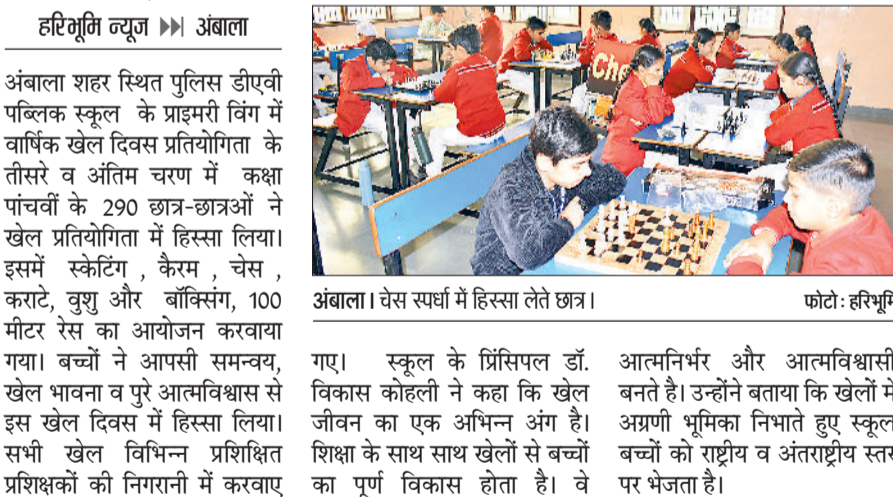 हरिभूमि न्यूज ▶▶| अंबाला
अंबाला शहर स्थित पुलिस डीएवी
पब्लिक स्कूल के प्राइमरी विंग में
वार्षिक खेल दिवस प्रतियोगिता के
तीसरे व अंतिम चरण में कक्षा
पांचवीं के 290 छात्र-छात्रओं ने
खेल प्रतियोगिता में हिस्सा लिया।
इसमें स्केटिंग , कैरम , चेस ,
कराटे, वुशु और बॉक्सिंग, 100
मीटर रेस का आयोजन करवाया
गया। बच्चों ने आपसी समन्वय,
खेल भावना व पुरे आत्मविश्वास से
इस खेल दिवस में हिस्सा लिया।
सभी खेल विभिन्न प्रशिक्षित
प्रशिक्षकों की निगरानी में करवाए
Che
अंबाला। चेस स्पर्धा में हिस्सा लेते छात्र।
फोटो: हरिभूमि
गए। स्कूल के प्रिंसिपल डॉ.
विकास कोहली ने कहा कि खेल
जीवन का एक अभिन्न अंग है।
शिक्षा के साथ साथ खेलों से बच्चों
का पूर्ण विकास होता है। वे
आत्मनिर्भर और आत्मविश्वासी
बनते है। उन्होंने बताया कि खेलों में
अग्रणी भूमिका निभाते हुए स्कूल
बच्चों को राष्ट्रीय व अंतराष्ट्रीय स्तर
पर भेजता है।